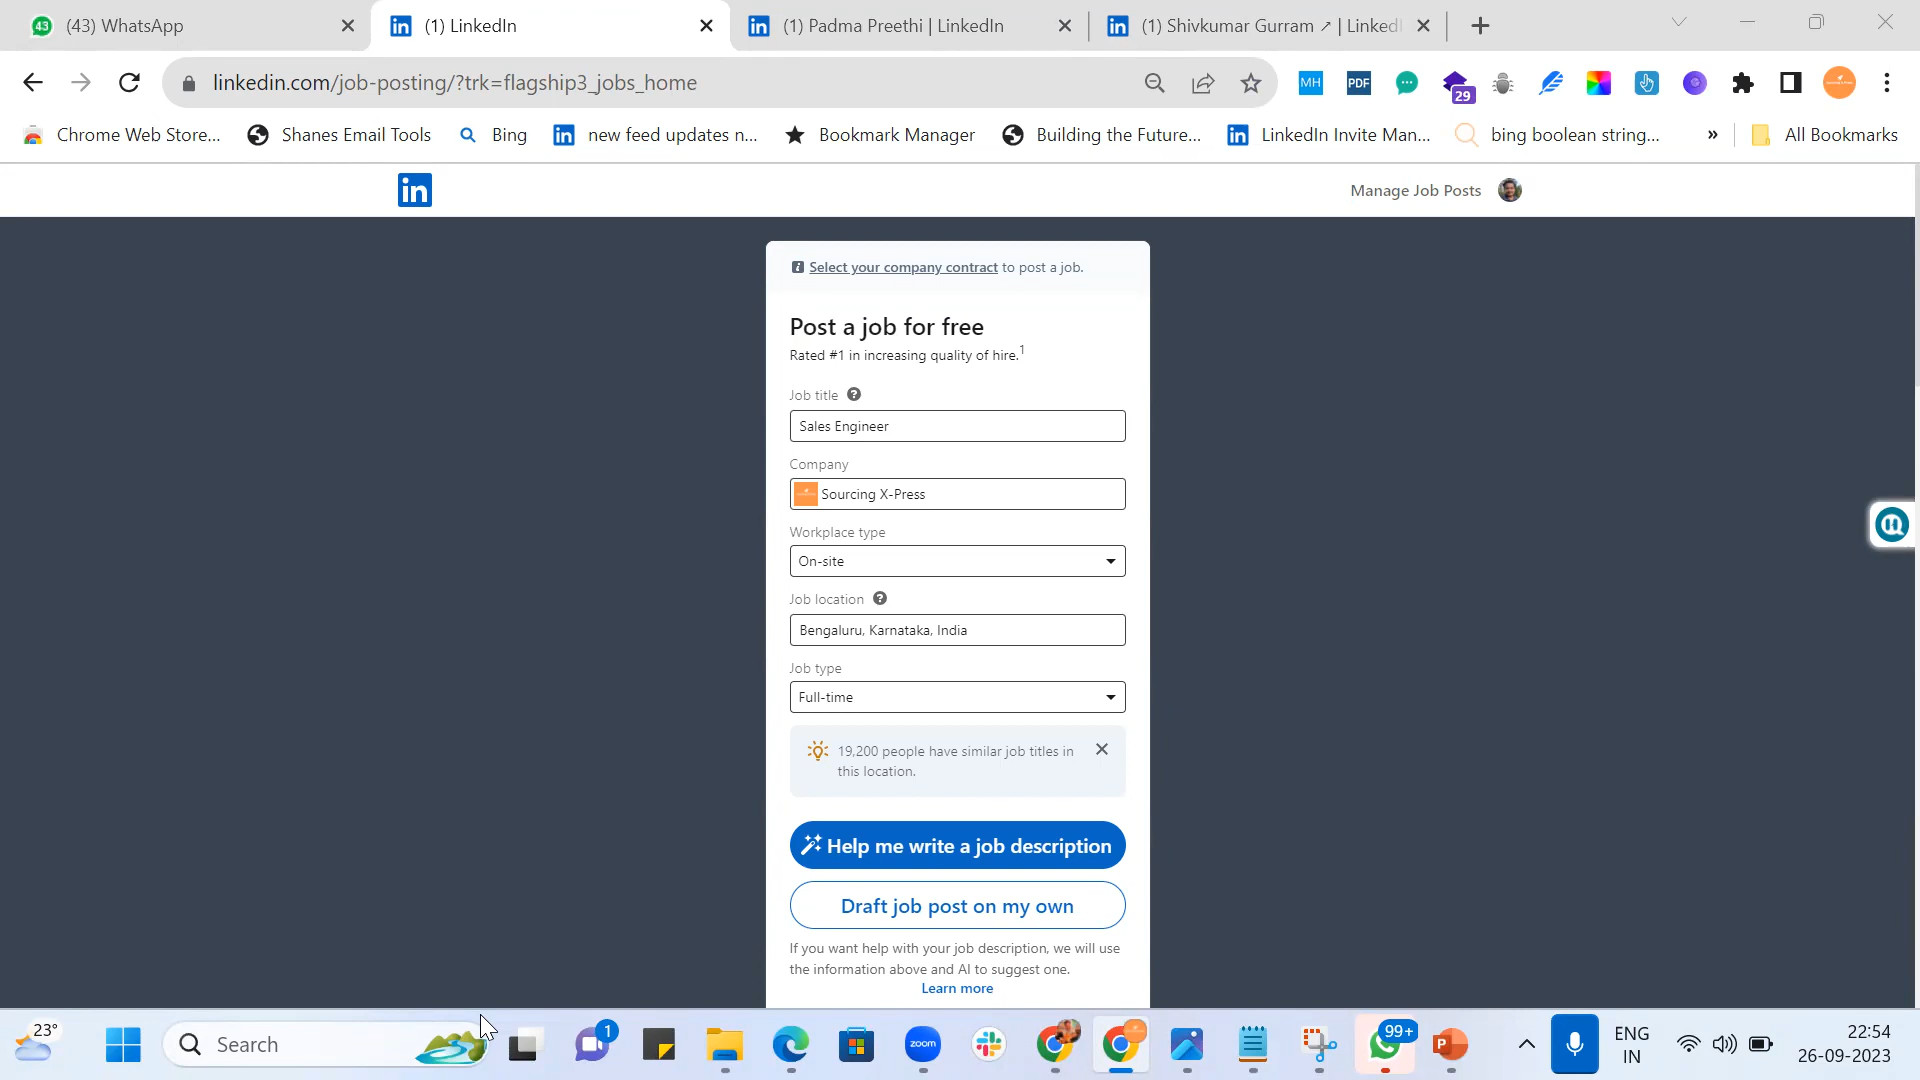 43
(43) WhatsApp
in
(1) LinkedIn
in
(1) Padma Preethi | LinkedIn
in
(1) Shivkumar Gurram ↗ | Linked
linkedin.com/job-posting/?trk=flagship3_jobs_home
MH
PDF
29
Chrome Web Store...
Shanes Email Tools
Bing
in
new feed updates n...
Bookmark Manager
Building the Future...
in
LinkedIn Invite Man...
bing boolean string...
»
All Bookmarks
in
Manage Job Posts
Select your company contract to post a job.
Post a job for free
Rated #1 in increasing quality of hire.1
Job title
Sales Engineer
Company
Sourcing X-Press
Workplace type
On-site
Job location
Bengaluru, Karnataka, India
Job type
Full-time
19,200 people have similar job titles in
this location.
Help me write a job description
Draft job post on my own
If you want help with your job description, we will use
the information above and AI to suggest one.
Learn more
23°
Search
1
zoom
99+
P
ENG
IN
22:54
26-09-2023